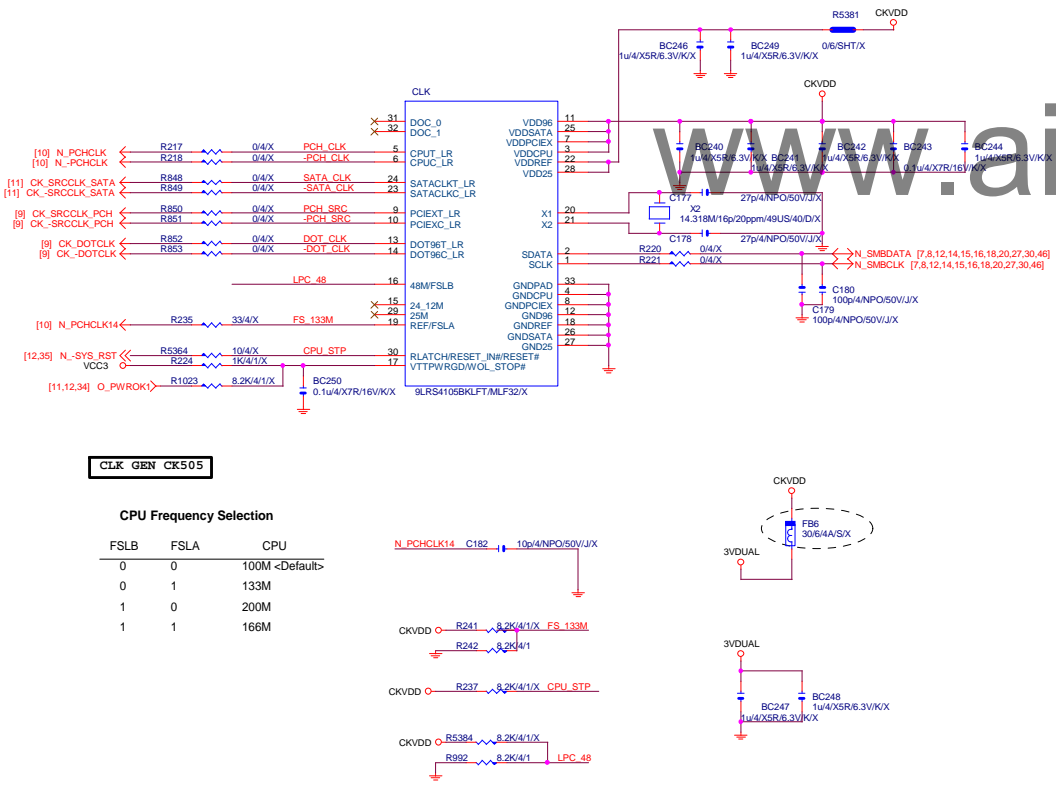 R5381
CKVDD
0/6/SHT/X
BC246
1u/4/X5R/6.3V/K/X
BC249
1u/4/X5R/6.3V/K/X
CKVDD
www.ai
CLK
31 DOC_0
32 DOC_1
[10] N_PCHCLK R217 0/4/X PCH_CLK 5 CPUT_LR
[10] N_-PCHCLK R218 0/4/X -PCH_CLK 6 CPUC_LR
[11] CK_SRCCLK_SATA R848 0/4/X SATA_CLK 24 SATACLKT_LR
[11] CK_-SRCCLK_SATA R849 0/4/X -SATA_CLK 23 SATACLKC_LR
[9] CK_SRCCLK_PCH R850 0/4/X PCH_SRC 9 PCIEXT_LR
[9] CK_-SRCCLK_PCH R851 0/4/X -PCH_SRC 10 PCIEXC_LR
[9] CK_DOTCLK R852 0/4/X DOT_CLK 13 DOT96T_LR
[9] CK_-DOTCLK R853 0/4/X -DOT_CLK 14 DOT96C_LR
LPC_48 16 48M/FSLB
15 24_12M
29 25M
[10] N_PCHCLK14 R235 33/4/X FS_133M 19 REF/FSLA
[12,35] N_-SYS_RST R5364 10/4/X CPU_STP 30 RLATCH/RESET_IN#/RESET#
VCC3 R224 1K/4/1/X 17 VTTPWRGD/WOL_STOP#
[11,12,34] O_PWROK1 R1023 8.2K/4/1/X
BC250
0.1u/4/X7R/16V/K/X
9LRS4105BKLFT/MLF32/X
VDD96 11
VDDSATA 25
VDDPCIEX 7
VDDCPU 3
VDDREF 22
VDD25 28
X1 20
X2 21
SDATA 2
SCLK 1
GNDPAD 33
GNDCPU 4
GNDPCIEX 8
GND96 12
GNDREF 18
GNDSATA 26
GND25 27
BC240
1u/4/X5R/6.3V/K/X
BC241
1u/4/X5R/6.3V/K/X
BC242
1u/4/X5R/6.3V/K/X
BC243
0.1u/4/X7R/16V/K/X
BC244
1u/4/X5R/6.3V/K/X
C177
27p/4/NPO/50V/J/X
X2
14.318M/16p/20ppm/49US/40/D/X
C178
27p/4/NPO/50V/J/X
R220 0/4/X N_SMBDATA [7,8,12,14,15,16,18,20,27,30,46]
R221 0/4/X N_SMBCLK [7,8,12,14,15,16,18,20,27,30,46]
C180
100p/4/NPO/50V/J/X
C179
100p/4/NPO/50V/J/X
CLK GEN CK505
CPU Frequency Selection
FSLB FSLA CPU
0 0 100M <Default>
0 1 133M
1 0 200M
1 1 166M
N_PCHCLK14 C182 10p/4/NPO/50V/J/X
CKVDD R241 8.2K/4/1/X FS_133M
R242 8.2K/4/1
CKVDD R237 8.2K/4/1/X CPU_STP
CKVDD R5384 8.2K/4/1/X
R992 8.2K/4/1 LPC_48
CKVDD
FB6
30/6/4A/S/X
3VDUAL
3VDUAL
BC247
1u/4/X5R/6.3V/K/X
BC248
1u/4/X5R/6.3V/K/X